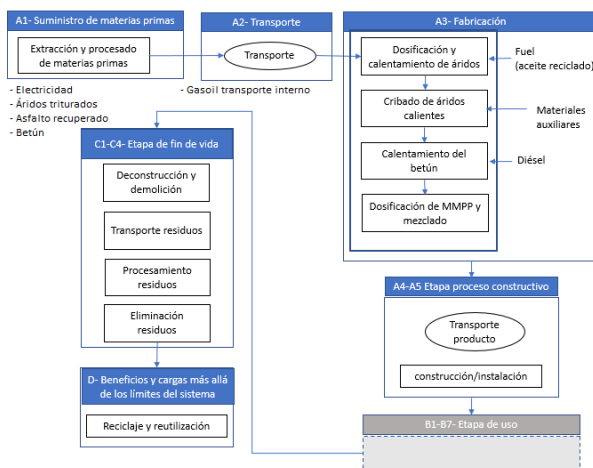 A1- Suministro de materias primas
Extracción y procesado
de materias primas
- Electricidad
- Áridos triturados
- Asfalto recuperado
- Betún
A2- Transporte
Transporte
- Gasoil transporte interno
A3- Fabricación
Dosificación y
calentamiento de áridos
Fuel
(aceite reciclado)
Cribado de áridos
calientes
Materiales
auxiliares
Calentamiento del
betún
Diésel
Dosificación de MMPP y
mezclado
A4-A5 Etapa proceso constructivo
Transporte
producto
construcción/instalación
B1-B7- Etapa de uso
C1-C4- Etapa de fin de vida
Deconstrucción y
demolición
Transporte residuos
Procesamiento
residuos
Eliminación
residuos
D- Beneficios y cargas más allá
de los límites del sistema
Reciclaje y reutilización